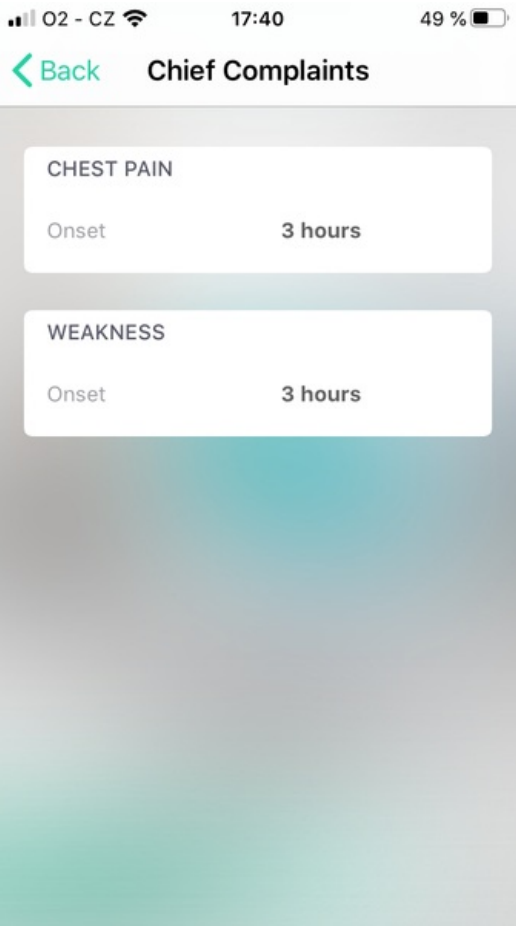 O2 - CZ 17:40 49 %
Back Chief Complaints
CHEST PAIN
Onset 3 hours
WEAKNESS
Onset 3 hours